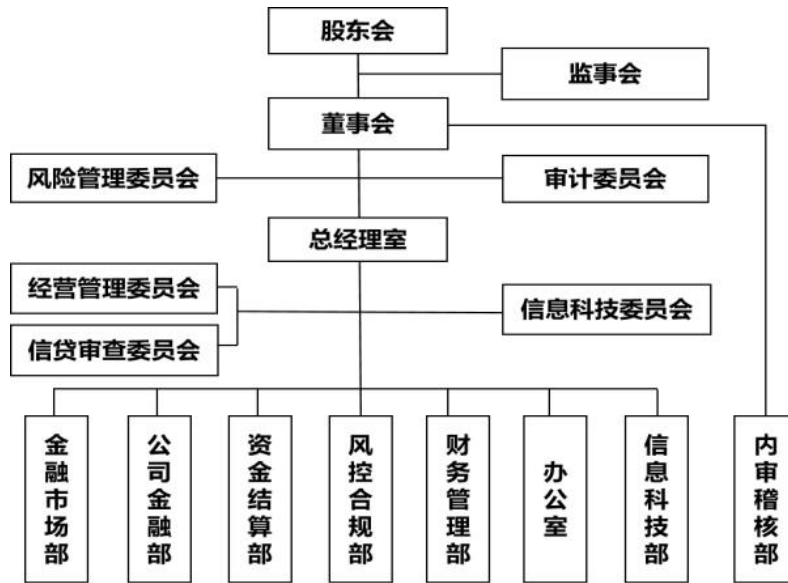 股东会
监事会
董事会
风险管理委员会
审计委员会
总经理室
经营管理委员会
信息科技委员会
信贷审查委员会
金融市场部
公司金融部
资金结算部
风控合规部
财务管理部
办公室
信息科技部
内审稽核部